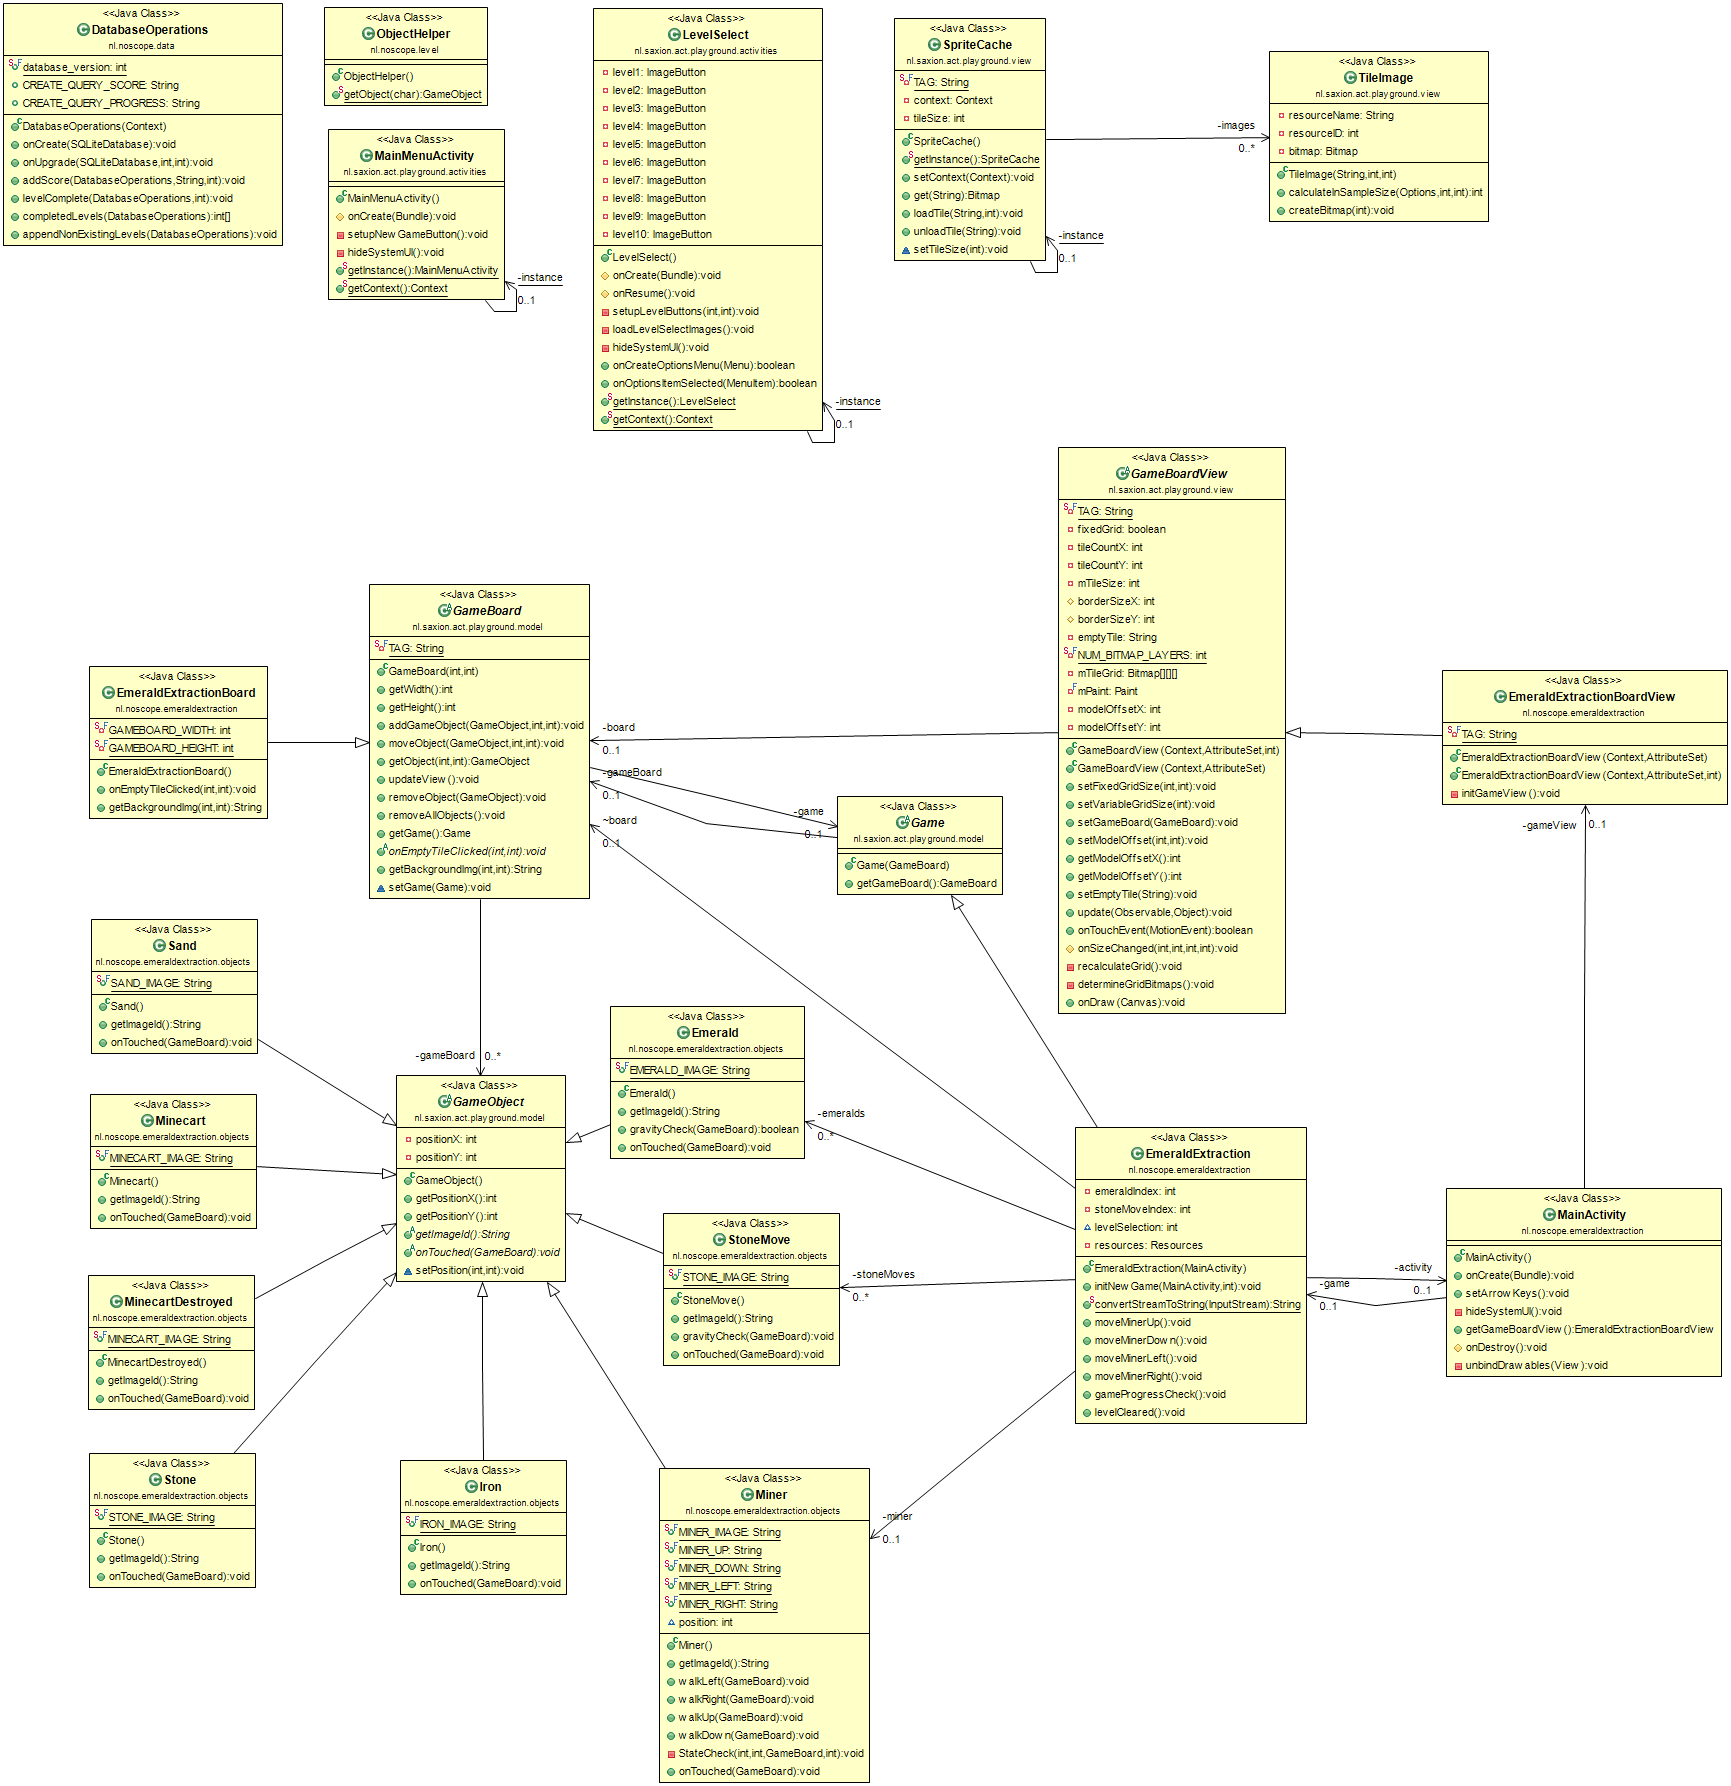 <<Java Class>>
DatabaseOperations
nl.noscope.data
database_version: int
CREATE_QUERY_SCORE: String
CREATE_QUERY_PROGRESS: String
DatabaseOperations(Context)
onCreate(SQLiteDatabase):void
onUpgrade(SQLiteDatabase,int,int):void
addScore(DatabaseOperations,String,int):void
levelComplete(DatabaseOperations,int):void
completedLevels(DatabaseOperations):int[]
appendNonExistingLevels(DatabaseOperations):void
<<Java Class>>
ObjectHelper
nl.noscope.level
ObjectHelper()
getObject(char):GameObject
<<Java Class>>
MainMenuActivity
nl.saxion.act.playground.activities
MainMenuActivity()
onCreate(Bundle):void
setupNewGameButton():void
hideSystemUI():void
getInstance():MainMenuActivity
getContext():Context
-instance
0..1
<<Java Class>>
LevelSelect
nl.saxion.act.playground.activities
level1: ImageButton
level2: ImageButton
level3: ImageButton
level4: ImageButton
level5: ImageButton
level6: ImageButton
level7: ImageButton
level8: ImageButton
level9: ImageButton
level10: ImageButton
LevelSelect()
onCreate(Bundle):void
onResume():void
setupLevelButtons(int,int):void
loadLevelSelectImages():void
hideSystemUI():void
onCreateOptionsMenu(Menu):boolean
onOptionsItemSelected(MenuItem):boolean
getInstance():LevelSelect
getContext():Context
-instance
0..1
<<Java Class>>
SpriteCache
nl.saxion.act.playground.view
TAG: String
context: Context
tileSize: int
SpriteCache()
getInstance():SpriteCache
setContext(Context):void
get(String):Bitmap
loadTile(String,int):void
unloadTile(String):void
setTileSize(int):void
-instance
0..1
-images
0..*
<<Java Class>>
TileImage
nl.saxion.act.playground.view
resourceName: String
resourceID: int
bitmap: Bitmap
TileImage(String,int,int)
calculateInSampleSize(Options,int,int):int
createBitmap(int):void
<<Java Class>>
GameBoardView
nl.saxion.act.playground.view
TAG: String
fixedGrid: boolean
tileCountX: int
tileCountY: int
mTileSize: int
borderSizeX: int
borderSizeY: int
emptyTile: String
NUM_BITMAP_LAYERS: int
mTileGrid: Bitmap[][][]
mPaint: Paint
modelOffsetX: int
modelOffsetY: int
GameBoardView(Context,AttributeSet,int)
GameBoardView(Context,AttributeSet)
setFixedGridSize(int,int):void
setVariableGridSize(int):void
setGameBoard(GameBoard):void
setModelOffset(int,int):void
getModelOffsetX():int
getModelOffsetY():int
setEmptyTile(String):void
update(Observable,Object):void
onTouchEvent(MotionEvent):boolean
onSizeChanged(int,int,int,int):void
recalculateGrid():void
determineGridBitmaps():void
onDraw(Canvas):void
<<Java Class>>
GameBoard
nl.saxion.act.playground.model
TAG: String
GameBoard(int,int)
getWidth():int
getHeight():int
addGameObject(GameObject,int,int):void
moveObject(GameObject,int,int):void
getObject(int,int):GameObject
updateView():void
removeObject(GameObject):void
removeAllObjects():void
getGame():Game
onEmptyTileClicked(int,int):void
getBackgroundImg(int,int):String
setGame(Game):void
<<Java Class>>
EmeraldExtractionBoard
nl.noscope.emeraldextraction
GAMEBOARD_WIDTH: int
GAMEBOARD_HEIGHT: int
EmeraldExtractionBoard()
onEmptyTileClicked(int,int):void
getBackgroundImg(int,int):String
-board
0..1
-gameBoard
0..1
~board
0..1
-game
0..1
<<Java Class>>
Game
nl.saxion.act.playground.model
Game(GameBoard)
getGameBoard():GameBoard
<<Java Class>>
EmeraldExtractionBoardView
nl.noscope.emeraldextraction
TAG: String
EmeraldExtractionBoardView(Context,AttributeSet)
EmeraldExtractionBoardView(Context,AttributeSet,int)
initGameView():void
-gameView
0..1
<<Java Class>>
Sand
nl.noscope.emeraldextraction.objects
SAND_IMAGE: String
Sand()
getImageId():String
onTouched(GameBoard):void
-gameBoard
0..*
<<Java Class>>
GameObject
nl.saxion.act.playground.model
positionX: int
positionY: int
GameObject()
getPositionX():int
getPositionY():int
getImageId():String
onTouched(GameBoard):void
setPosition(int,int):void
<<Java Class>>
Emerald
nl.noscope.emeraldextraction.objects
EMERALD_IMAGE: String
Emerald()
getImageId():String
gravityCheck(GameBoard):boolean
onTouched(GameBoard):void
-emeralds
0..*
<<Java Class>>
Minecart
nl.noscope.emeraldextraction.objects
MINECART_IMAGE: String
Minecart()
getImageId():String
onTouched(GameBoard):void
<<Java Class>>
StoneMove
nl.noscope.emeraldextraction.objects
STONE_IMAGE: String
StoneMove()
getImageId():String
gravityCheck(GameBoard):void
onTouched(GameBoard):void
-stoneMoves
0..*
<<Java Class>>
EmeraldExtraction
nl.noscope.emeraldextraction
emeraldIndex: int
stoneMoveIndex: int
levelSelection: int
resources: Resources
EmeraldExtraction(MainActivity)
initNewGame(MainActivity,int):void
convertStreamToString(InputStream):String
moveMinerUp():void
moveMinerDown():void
moveMinerLeft():void
moveMinerRight():void
gameProgressCheck():void
levelCleared():void
-activity
0..1
-game
0..1
<<Java Class>>
MainActivity
nl.noscope.emeraldextraction
MainActivity()
onCreate(Bundle):void
setArrowKeys():void
hideSystemUI():void
getGameBoardView():EmeraldExtractionBoardView
onDestroy():void
unbindDrawables(View):void
<<Java Class>>
MinecartDestroyed
nl.noscope.emeraldextraction.objects
MINECART_IMAGE: String
MinecartDestroyed()
getImageId():String
onTouched(GameBoard):void
<<Java Class>>
Stone
nl.noscope.emeraldextraction.objects
STONE_IMAGE: String
Stone()
getImageId():String
onTouched(GameBoard):void
<<Java Class>>
Iron
nl.noscope.emeraldextraction.objects
IRON_IMAGE: String
Iron()
getImageId():String
onTouched(GameBoard):void
<<Java Class>>
Miner
nl.noscope.emeraldextraction.objects
MINER_IMAGE: String
MINER_UP: String
MINER_DOWN: String
MINER_LEFT: String
MINER_RIGHT: String
position: int
Miner()
getImageId():String
walkLeft(GameBoard):void
walkRight(GameBoard):void
walkUp(GameBoard):void
walkDown(GameBoard):void
StateCheck(int,int,GameBoard,int):void
onTouched(GameBoard):void
-miner
0..1